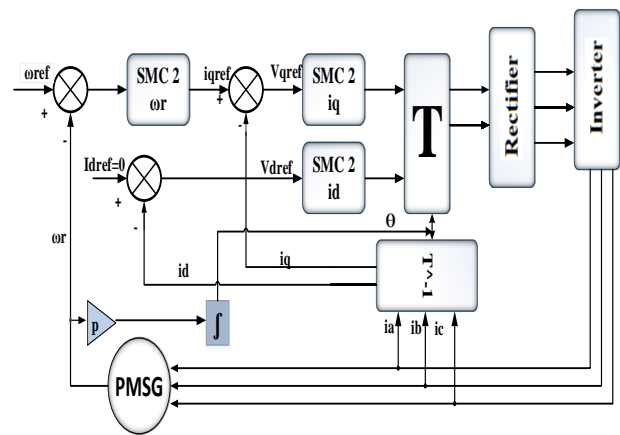 ωref
+
-
SMC 2
ωr
iqref
+
-
Vqref
SMC 2
iq
T
Rectifier
Inverter
Idref=0
+
-
Vdref
SMC 2
id
θ
ωr
id
iq
T^-1
p
∫
ia
ib
ic
PMSG